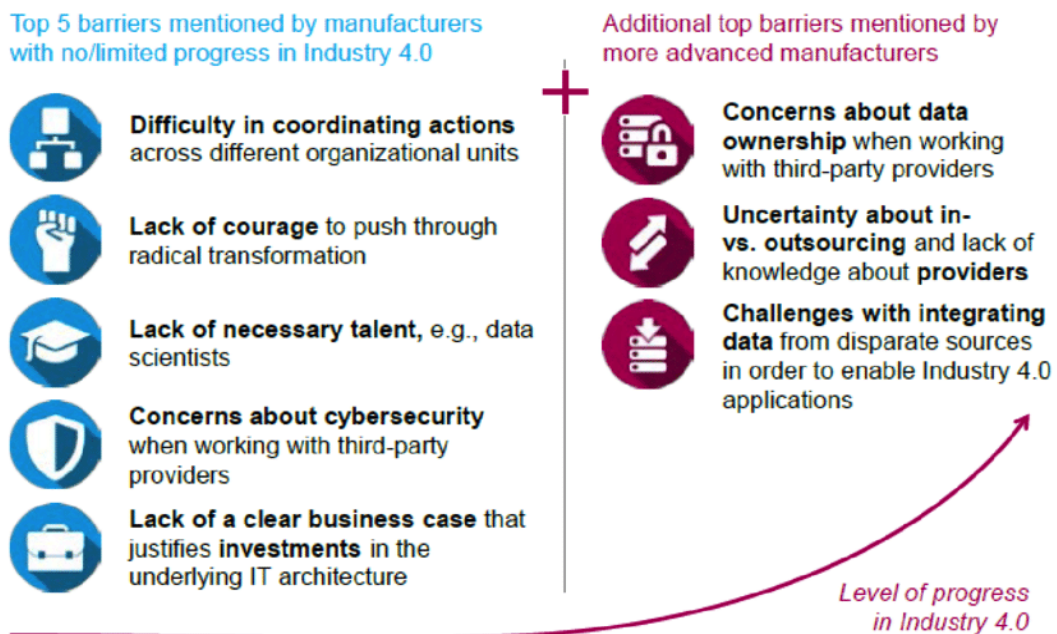 Top 5 barriers mentioned by manufacturers
with no/limited progress in Industry 4.0
Difficulty in coordinating actions
across different organizational units
Lack of courage to push through
radical transformation
Lack of necessary talent, e.g., data
scientists
Concerns about cybersecurity
when working with third-party
providers
Lack of a clear business case that
justifies investments in the
underlying IT architecture
Additional top barriers mentioned by
more advanced manufacturers
Concerns about data
ownership when working
with third-party providers
Uncertainty about in-
vs. outsourcing and lack of
knowledge about providers
Challenges with integrating
data from disparate sources
in order to enable Industry 4.0
applications
Level of progress
in Industry 4.0